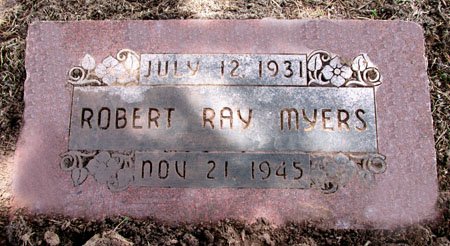 JULY 12 1931
ROBERT RAY MYERS
NOV 21 1945